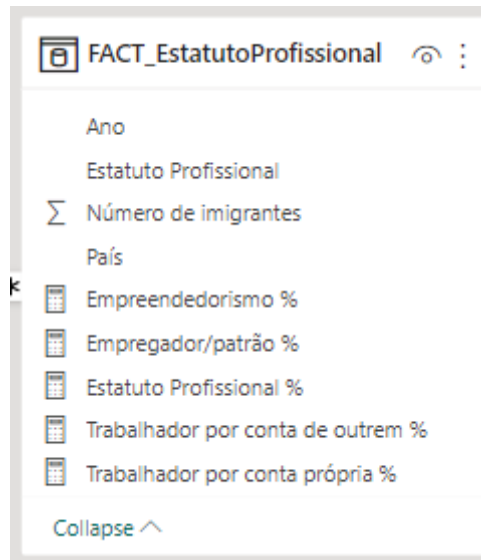 FACT_EstatutoProfissional
Ano
Estatuto Profissional
Número de imigrantes
País
Empreendedorismo %
Empregador/patrão %
Estatuto Profissional %
Trabalhador por conta de outrem %
Trabalhador por conta própria %
Collapse